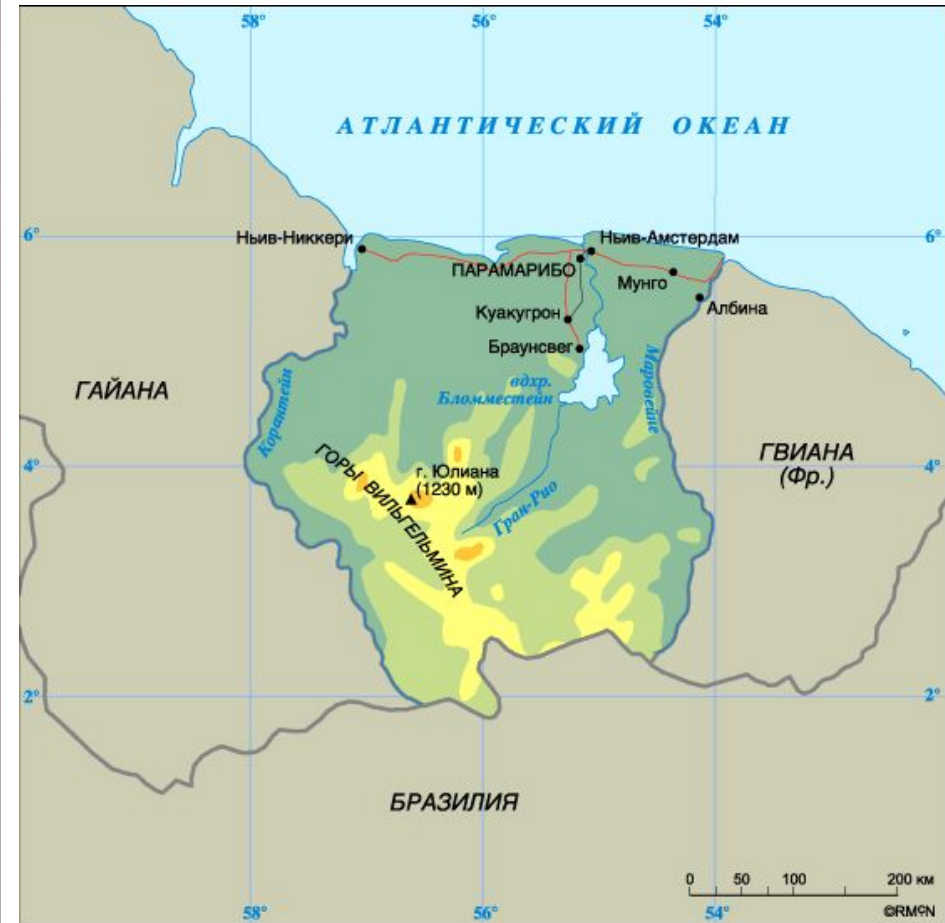 58° 56° 54°
АТЛАНТИЧЕСКИЙ ОКЕАН
6° 6°
Ньив-Никкери
Ньив-Амстердам
ПАРАМАРИБО
Мунго
Албина
Куакугрон
Браунсвег
вдхр.
Бломместейн
Маровейне
ГАЙАНА
Корантейн
ГВИАНА
(Фр.)
4° 4°
г. Юлиана
(1230 м)
ГОРЫ ВИЛЬГЕЛЬМИНА
Гран-Рио
2° 2°
БРАЗИЛИЯ
0 50 100 200 км
58° 56° 54°
©RMcN